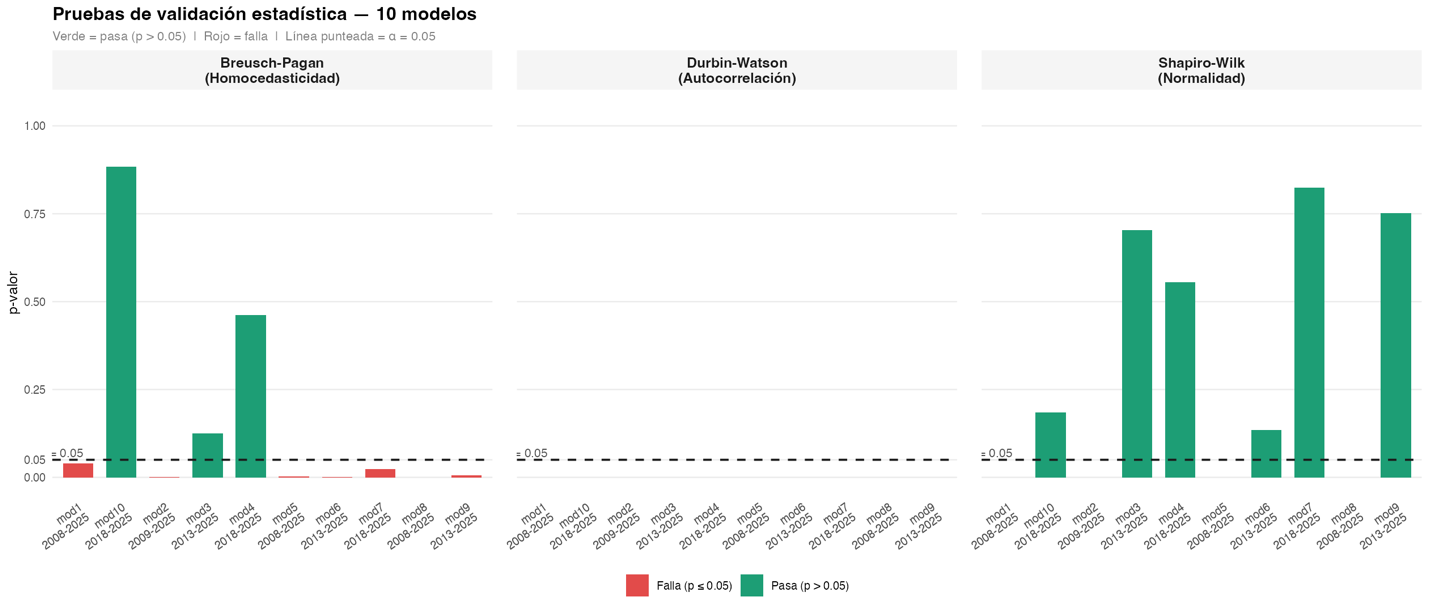 Pruebas de validación estadística — 10 modelos
Verde = pasa (p > 0.05) | Rojo = falla | Línea punteada = α = 0.05
Breusch-Pagan
(Homocedasticidad)
Durbin-Watson
(Autocorrelación)
Shapiro-Wilk
(Normalidad)
p-valor
1.00
0.75
0.50
0.25
0.05
0.00
= 0.05
= 0.05
= 0.05
mod1
2008-2025
mod10
2018-2025
mod2
2009-2025
mod3
2013-2025
mod4
2018-2025
mod5
2008-2025
mod6
2013-2025
mod7
2018-2025
mod8
2008-2025
mod9
2013-2025
mod1
2008-2025
mod10
2018-2025
mod2
2009-2025
mod3
2013-2025
mod4
2018-2025
mod5
2008-2025
mod6
2013-2025
mod7
2018-2025
mod8
2008-2025
mod9
2013-2025
mod1
2008-2025
mod10
2018-2025
mod2
2009-2025
mod3
2013-2025
mod4
2018-2025
mod5
2008-2025
mod6
2013-2025
mod7
2018-2025
mod8
2008-2025
mod9
2013-2025
Falla (p ≤ 0.05)
Pasa (p > 0.05)